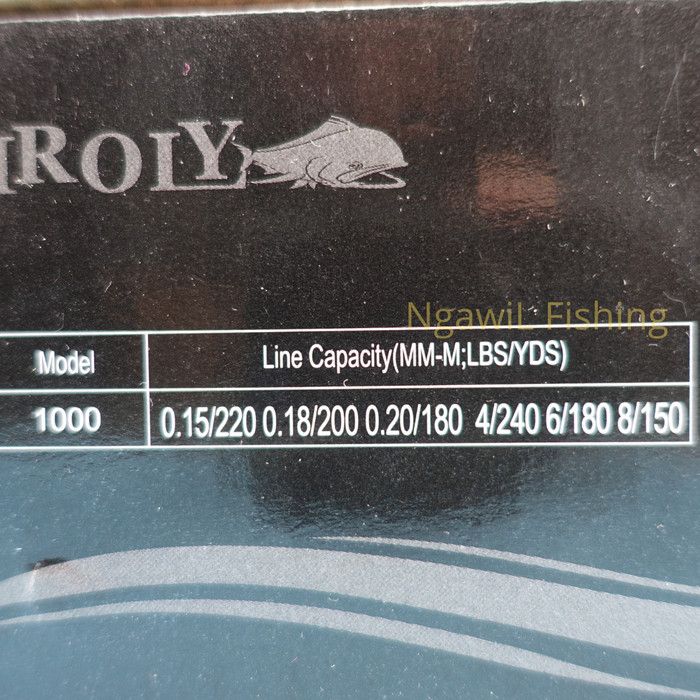 ROLY
Ngawil Fishing
Model Line Capacity(MM-M;LBS/YDS)
1000 0.15/220 0.18/200 0.20/180 4/240 6/180 8/150